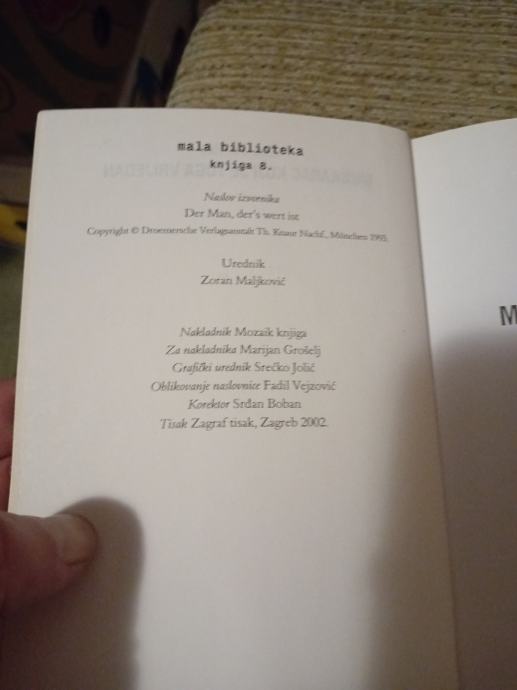 mala biblioteka
knjiga 8.
Naslov izvornika
Der Man, der's wert ist
Copyright © Droemersche Verlagsanstalt Th. Knaur Nachf., München 1993.
Urednik
Zoran Maljković
Nakladnik Mozaik knjiga
Za nakladnika Marijan Grošelj
Grafički urednik Srećko Jolić
Oblikovanje naslovnice Fadil Vejzović
Korektor Srđan Boban
Tisak Zagraf tisak, Zagreb 2002.
M